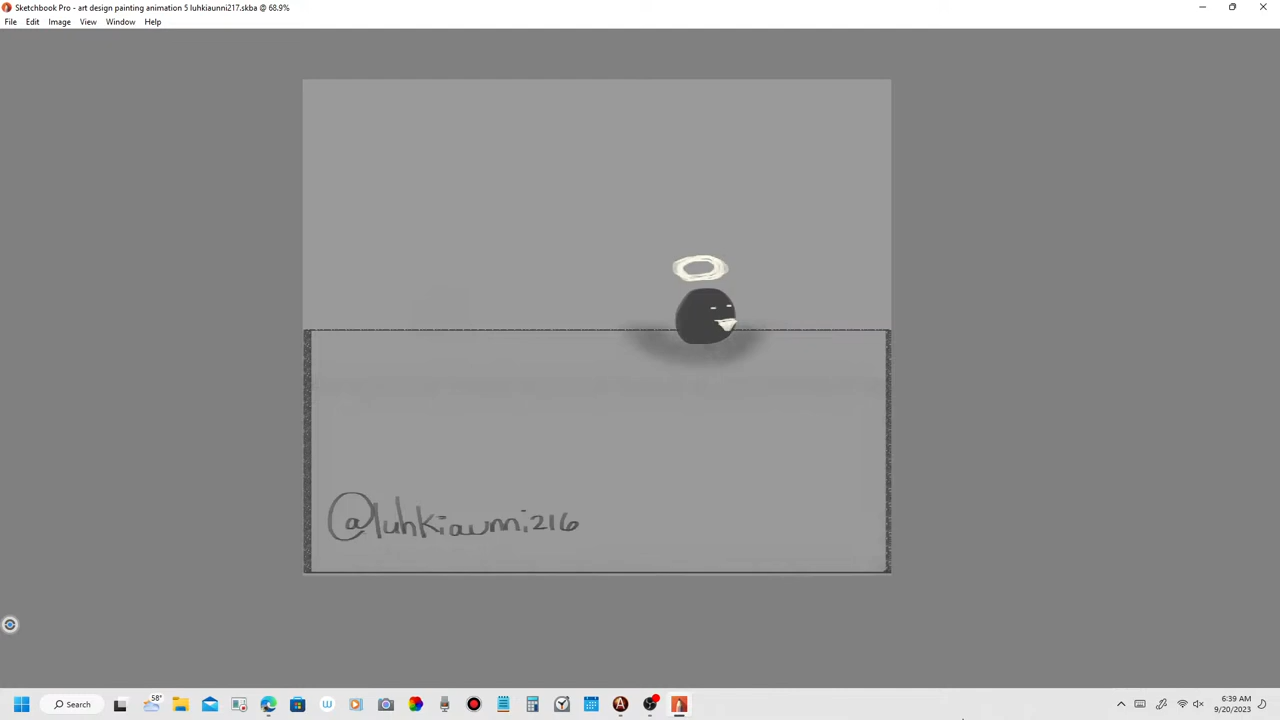 Sketchbook Pro - art design painting animation 5 luhkiaunni217.skba @ 68.9%
File Edit Image View Window Help
@luhkiaunni216
58°
Search
6:39 AM
9/20/2023